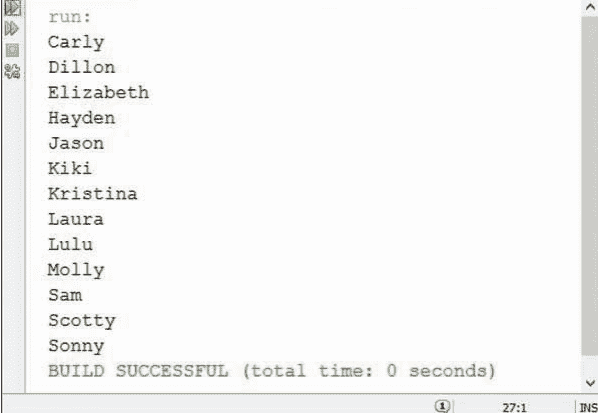 run:
Carly
Dillon
Elizabeth
Hayden
Jason
Kiki
Kristina
Laura
Lulu
Molly
Sam
Scotty
Sonny
BUILD SUCCESSFUL (total time: 0 seconds)
1 27:1 INS